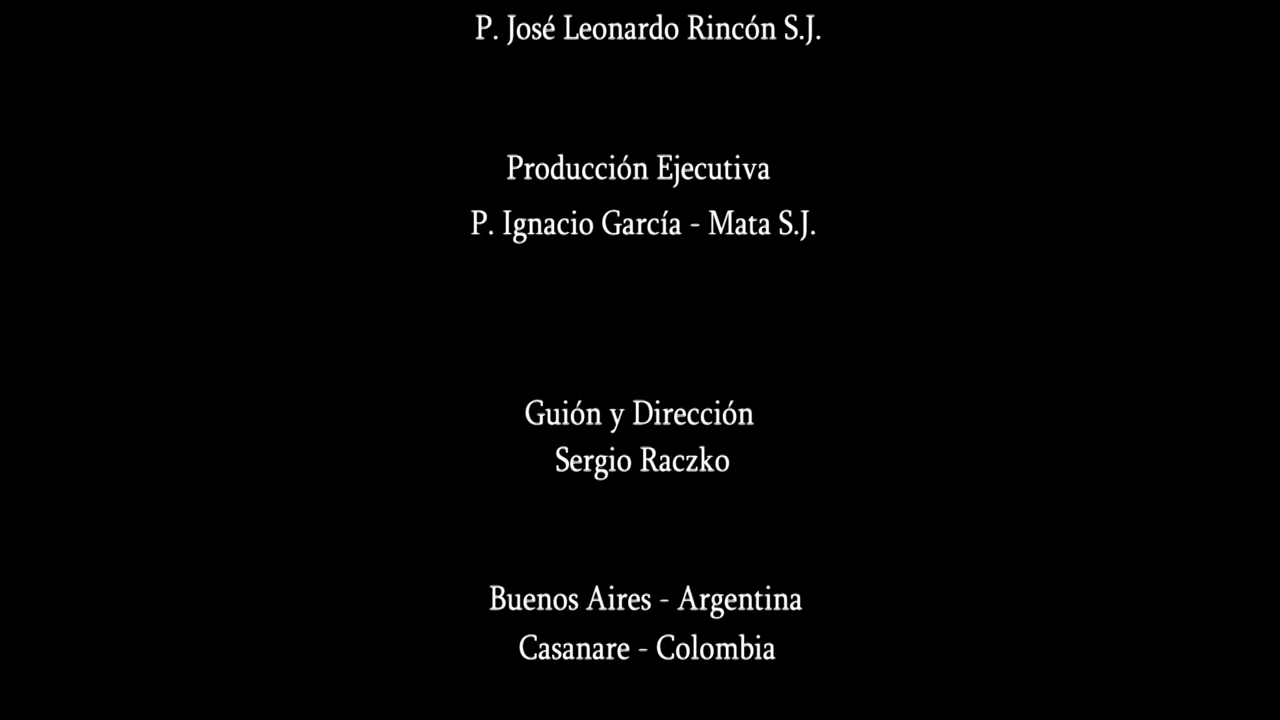 P. José Leonardo Rincón S.J.
Producción Ejecutiva
P. Ignacio García - Mata S.J.
Guión y Dirección
Sergio Raczko
Buenos Aires - Argentina
Casanare - Colombia